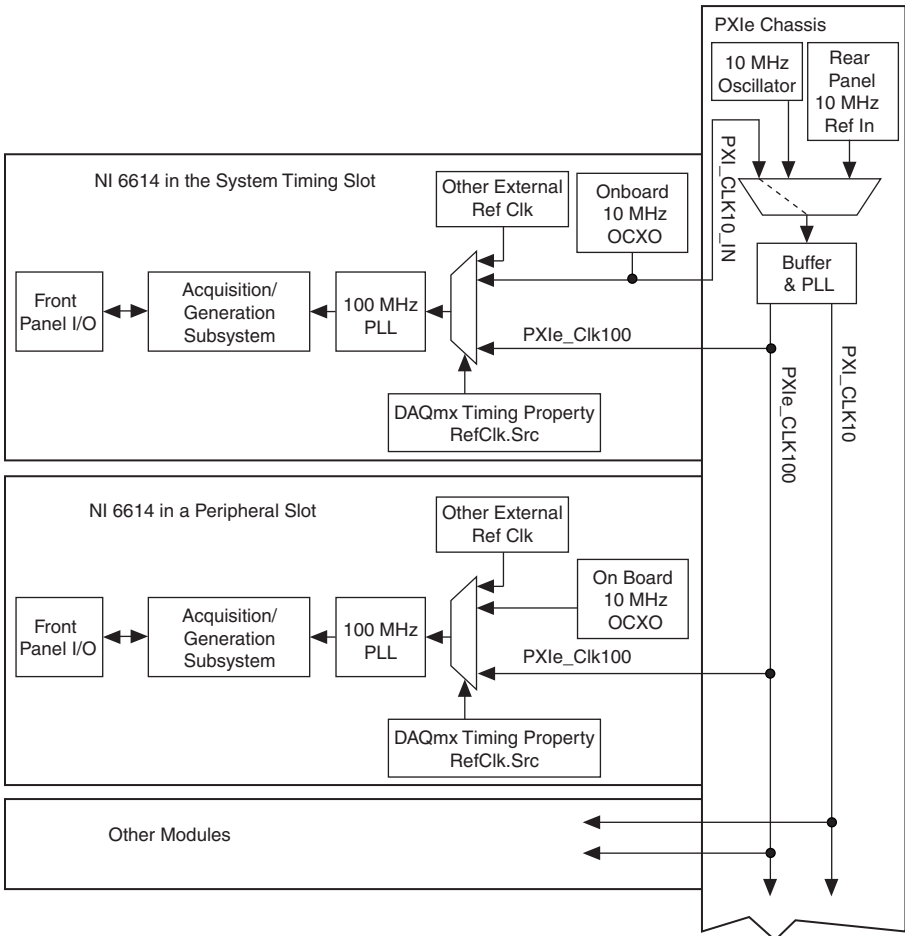 PXIe Chassis
10 MHz
Oscillator
Rear
Panel
10 MHz
Ref In
PXI_CLK10_IN
Buffer
& PLL
PXIe_CLK100
PXI_CLK10
NI 6614 in the System Timing Slot
Other External
Ref Clk
Onboard
10 MHz
OCXO
Front
Panel I/O
Acquisition/
Generation
Subsystem
100 MHz
PLL
PXIe_Clk100
DAQmx Timing Property
RefClk.Src
NI 6614 in a Peripheral Slot
Other External
Ref Clk
On Board
10 MHz
OCXO
Front
Panel I/O
Acquisition/
Generation
Subsystem
100 MHz
PLL
PXIe_Clk100
DAQmx Timing Property
RefClk.Src
Other Modules